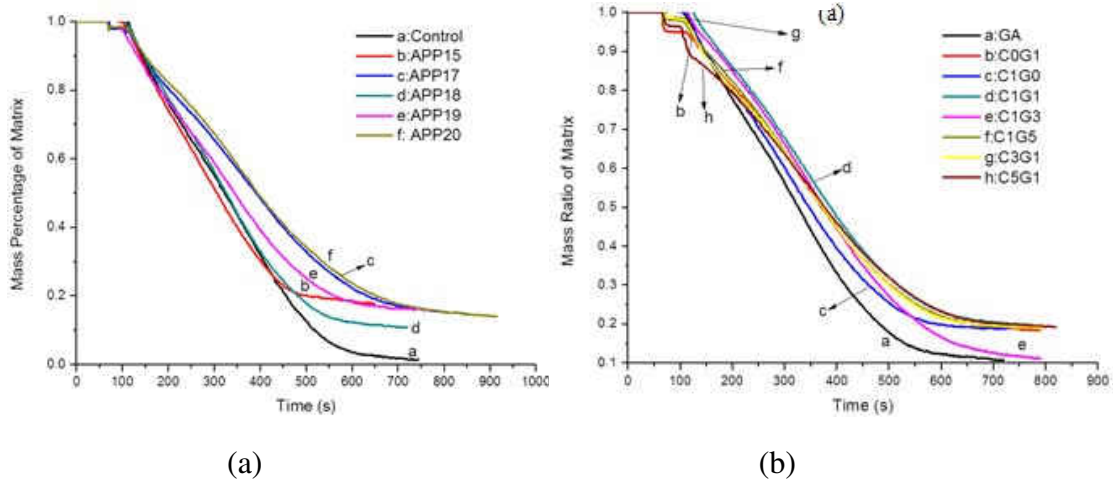 Mass Percentage of Matrix
1.0
0.8
0.6
0.4
0.2
0.0
0
100
200
300
400
500
600
700
800
900
1000
Time (s)
a:Control
b:APP15
c:APP17
d:APP18
e:APP19
f: APP20
f
c
e
b
d
a
(a)
Mass Ratio of Matrix
1.0
0.9
0.8
0.7
0.6
0.5
0.4
0.3
0.2
0.1
0
100
200
300
400
500
600
700
800
900
Time (s)
(a)
a:GA
b:C0G1
c:C1G0
d:C1G1
e:C1G3
f:C1G5
g:C3G1
h:C5G1
g
f
b
h
d
c
a
e
(b)